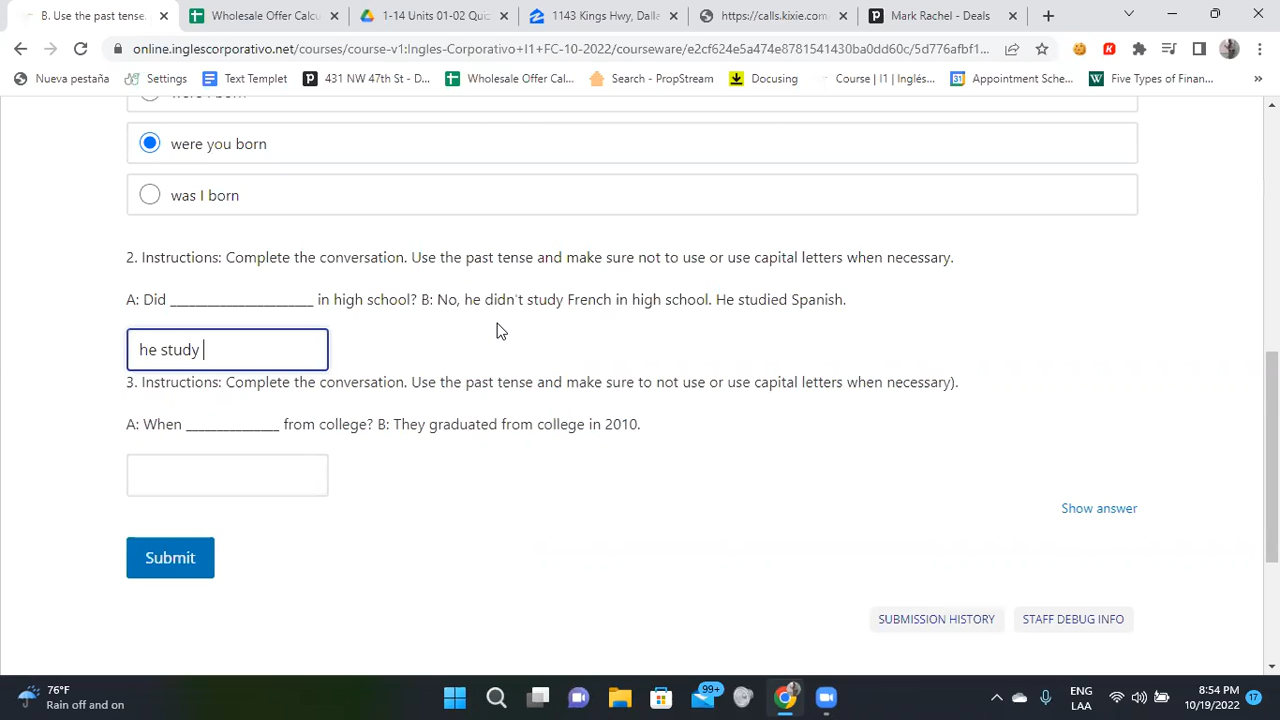 B. Use the past tense.
Wholesale Offer Calcu
1-14 Units 01-02 Quic
1143 Kings Hwy, Dalla
https://calls.kixie.com
Mark Rachel - Deals
online.inglescorporativo.net/courses/course-v1:Ingles-Corporativo+I1+FC-10-2022/courseware/e2cf624e5a474e8781541430ba0dd60c/5d776afbf1...
Nueva pestaña
Settings
Text Templet
431 NW 47th St - D...
Wholesale Offer Cal...
Search - PropStream
Docusing
Course | I1 | Ingles...
Appointment Sche...
Five Types of Finan...
were you born
was I born
2. Instructions: Complete the conversation. Use the past tense and make sure not to use or use capital letters when necessary.
A: Did ____________________ in high school? B: No, he didn't study French in high school. He studied Spanish.
he study
3. Instructions: Complete the conversation. Use the past tense and make sure to not use or use capital letters when necessary).
A: When _____________ from college? B: They graduated from college in 2010.
Show answer
Submit
SUBMISSION HISTORY
STAFF DEBUG INFO
76°F
Rain off and on
99+
ENG
LAA
8:54 PM
10/19/2022
17